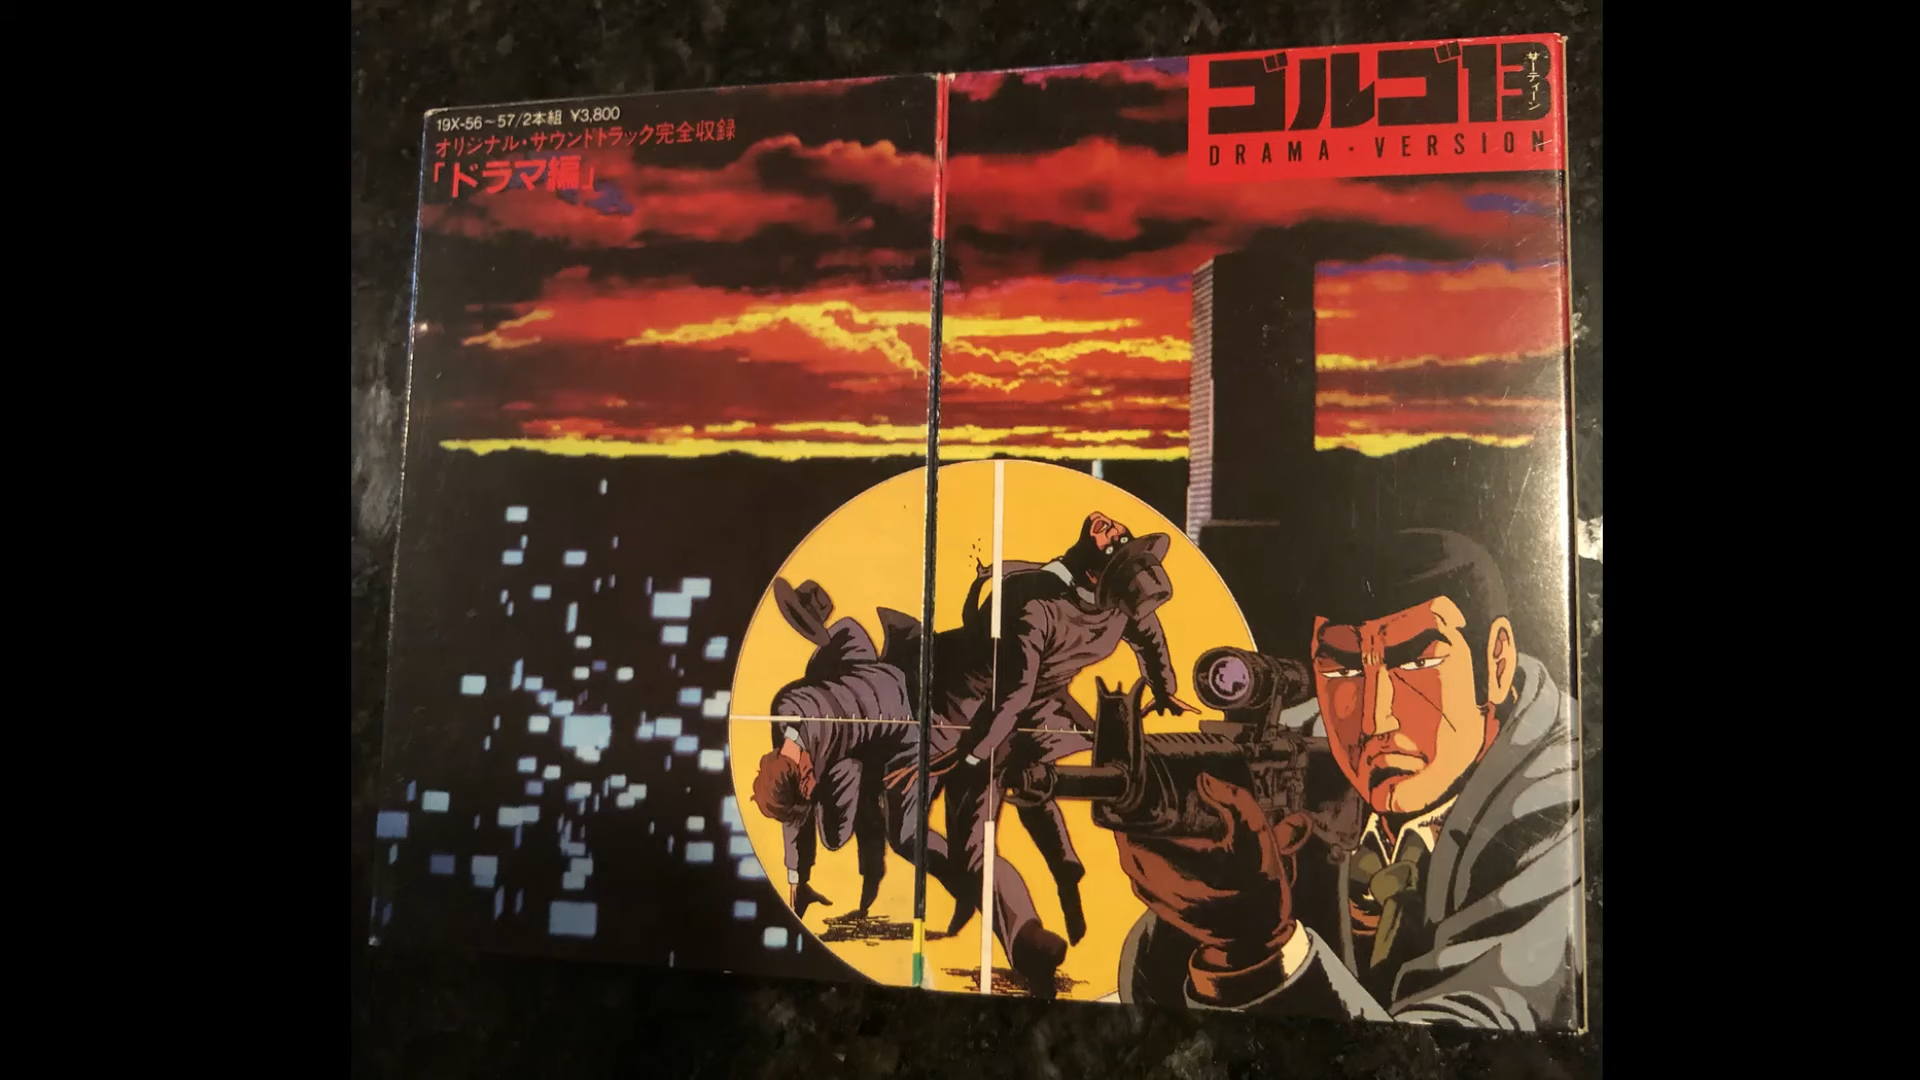 19X-56~57/2本組 ¥3,800
オリジナル・サウンドトラック完全収録
「ドラマ編」
ゴルゴ13
サーティーン
DRAMA・VERSION